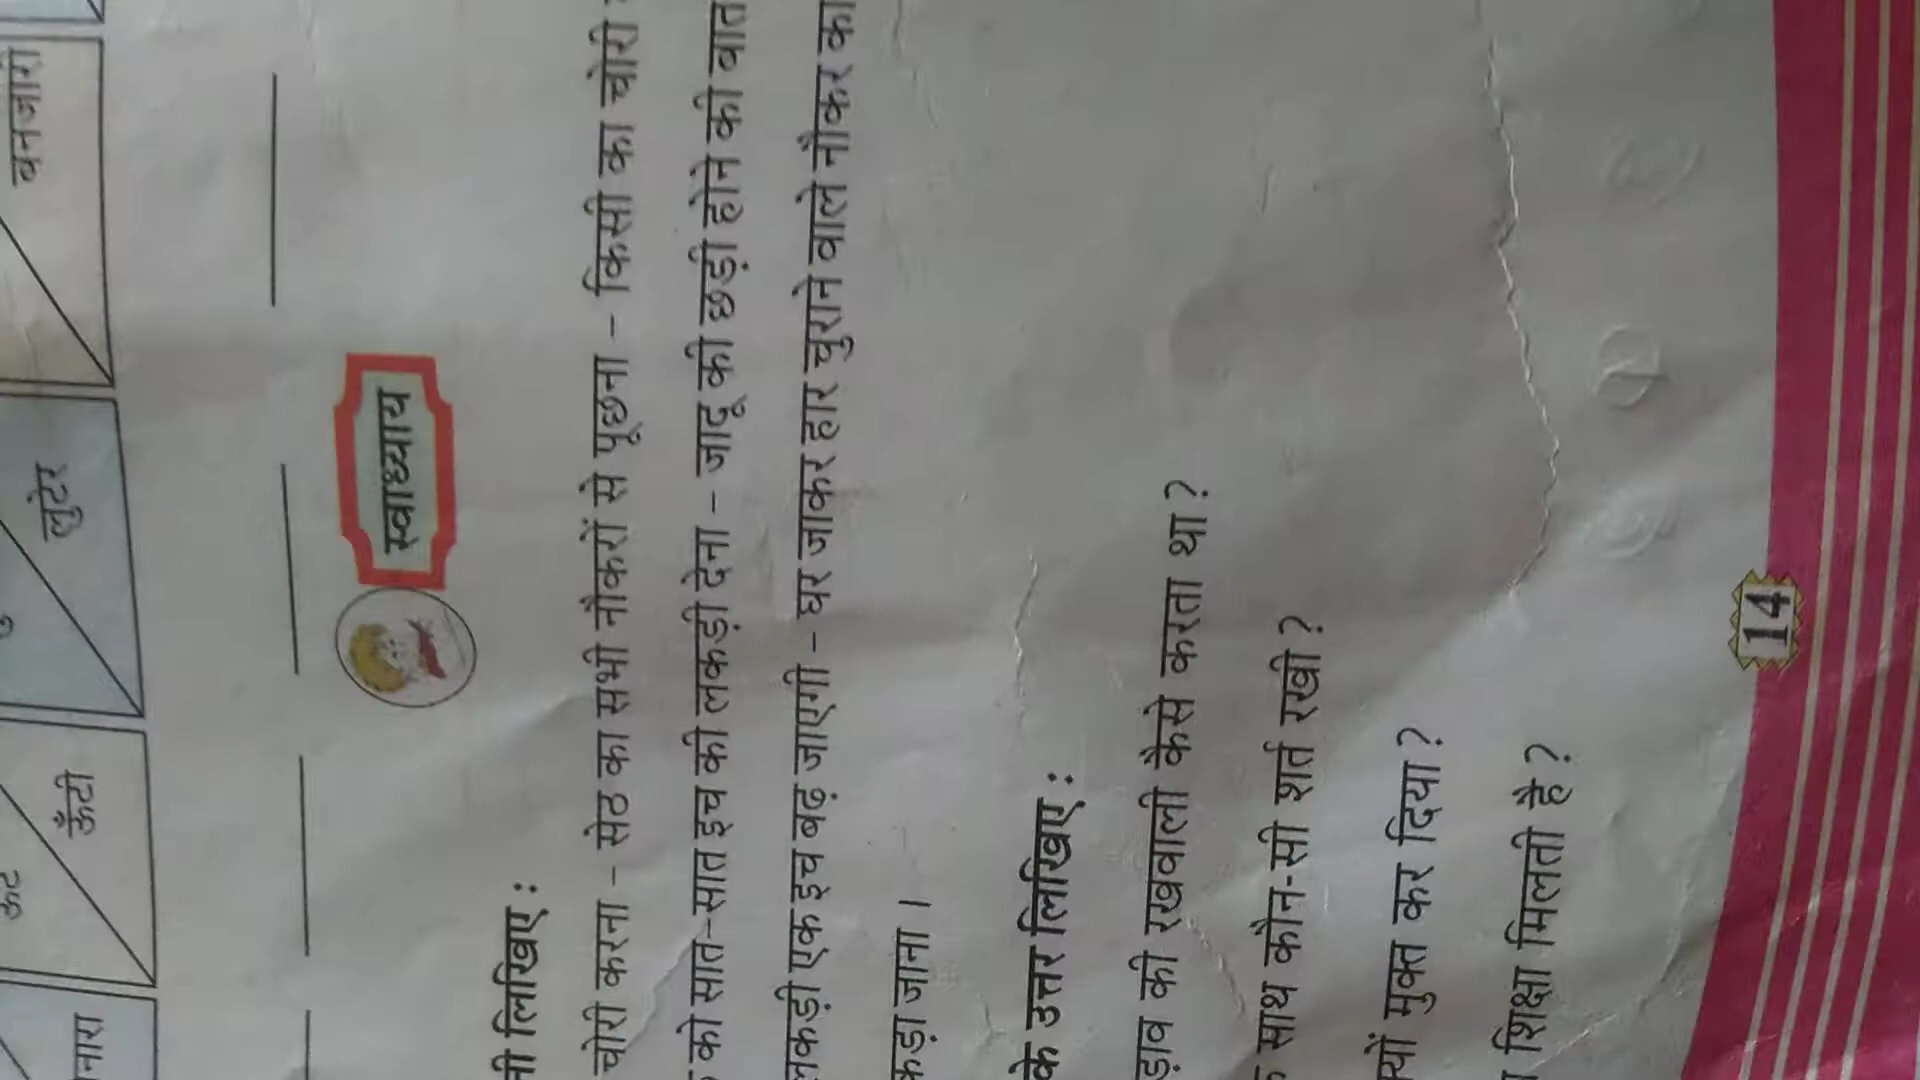 ऊँट
ऊँटी
लुटेरे
बनजारा
स्वाध्याय
लिखिए :
चोरी करना - सेठ का सभी नौकरों से पूछना - किसी का चोरी
को सात-सात इंच की लकड़ी देना - जादू की छड़ी होने की बात
लकड़ी एक इंच बढ़ जाएगी - घर जाकर हार चुराने वाले नौकर का
जाना ।
के उत्तर लिखिए :
की रखवाली कैसे करता था ?
साथ कौन-सी शर्त रखी ?
मुक्त कर दिया ?
शिक्षा मिलती है ?
14